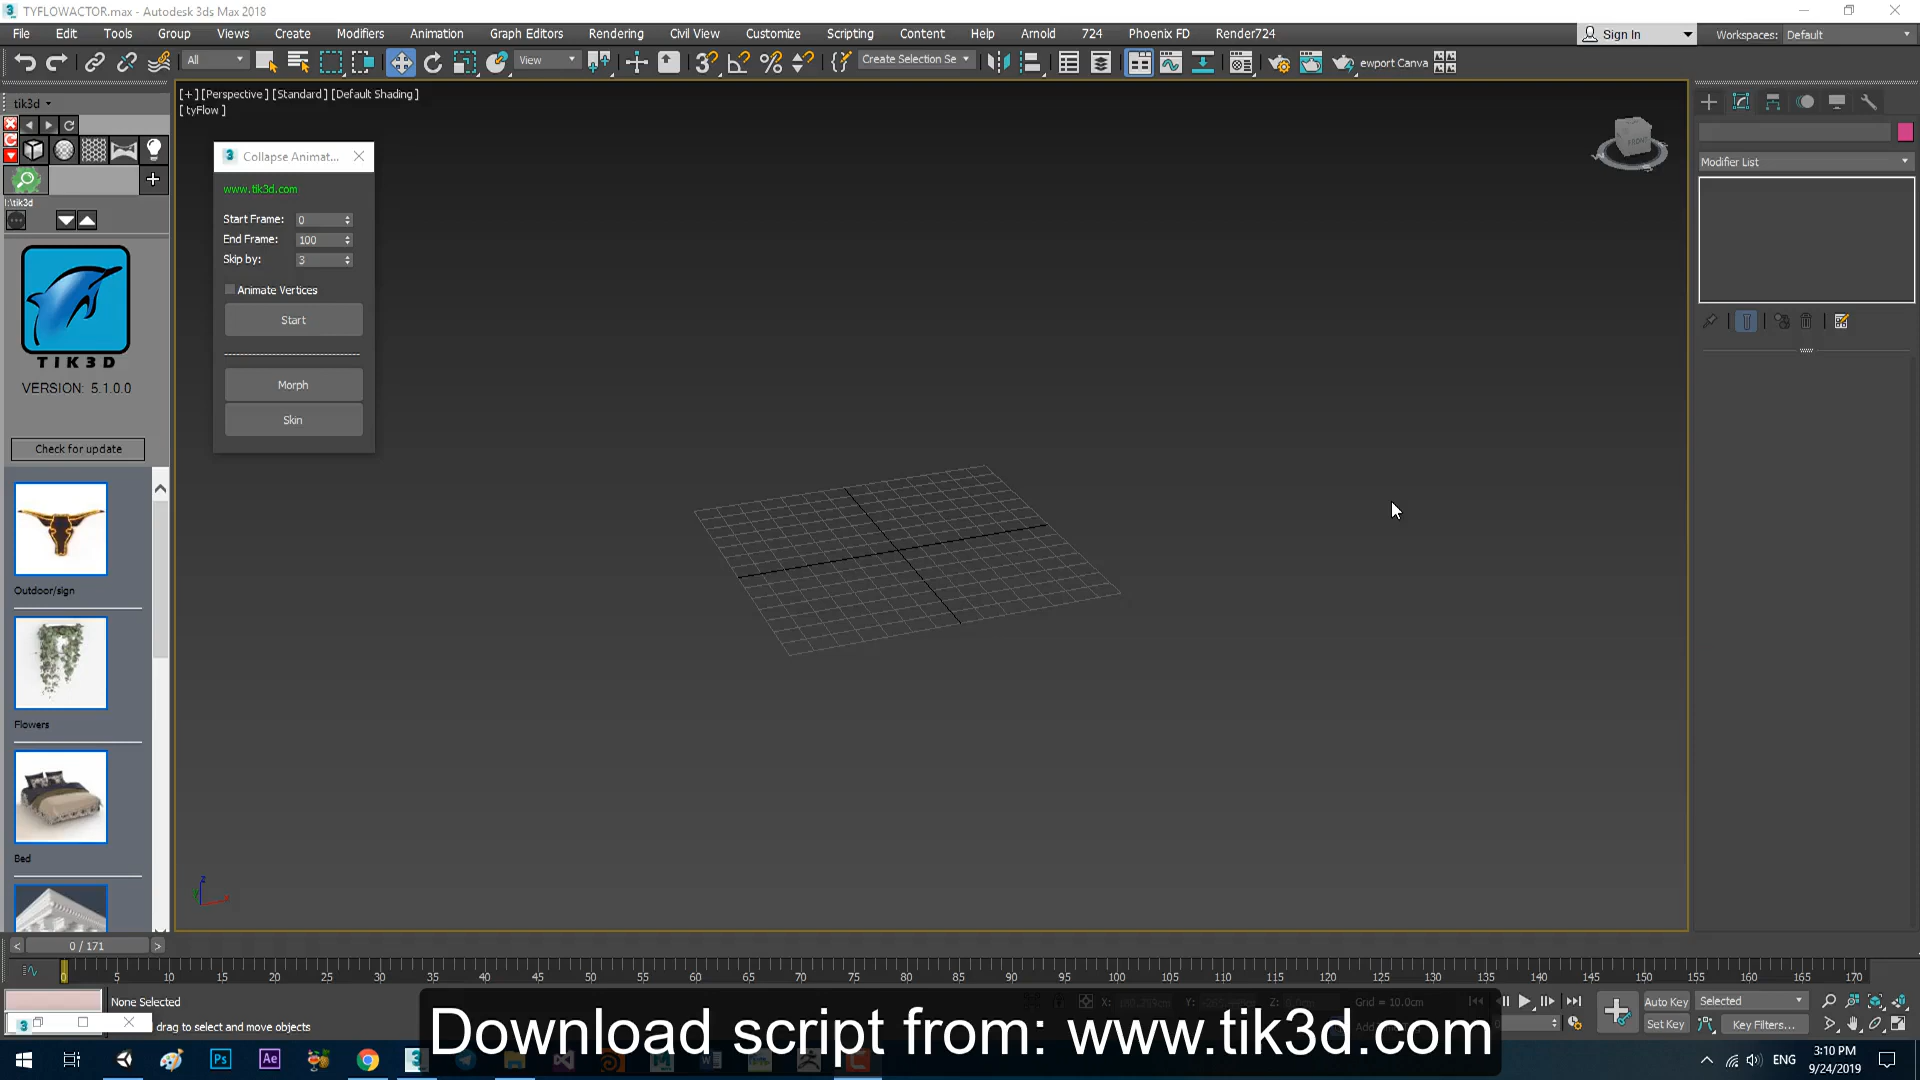 TYFLOWACTOR.max - Autodesk 3ds Max 2018
File Edit Tools Group Views Create Modifiers Animation Graph Editors Rendering Civil View Customize Scripting Content Help Arnold 724 Phoenix FD Render724
Sign In
Workspaces: Default
All
View
Create Selection Se
ewport Canva
tik3d
[+] [Perspective] [Standard] [Default Shading]
[ tyFlow ]
FRONT
Modifier List
Collapse Animat...
www.tik3d.com
Start Frame: 0
End Frame: 100
Skip by: 3
Animate Vertices
Start
Morph
Skin
I:\tik3d
TIK3D
VERSION: 5.1.0.0
Check for update
Outdoor/sign
Flowers
Bed
z
0 / 171
0 5 10 15 20 25 30 35 40 45 50 55 60 65 70 75 80 85 90 95 100 105 110 115 120 125 130 135 140 145 150 155 160 165 170
None Selected
X:
Y:
Z:
Grid = 10.0cm
Auto Key
Selected
drag to select and move objects
Set Key
Key Filters...
Download script from: www.tik3d.com
Ps
Ae
ENG
3:10 PM
9/24/2019